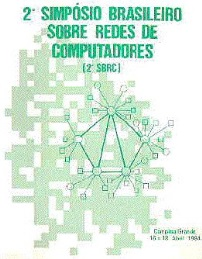 2º SIMPÓSIO BRASILEIRO
SOBRE REDES DE
COMPUTADORES
(2º SBRC)
Campina Grande
16 a 18 Abril - 1984